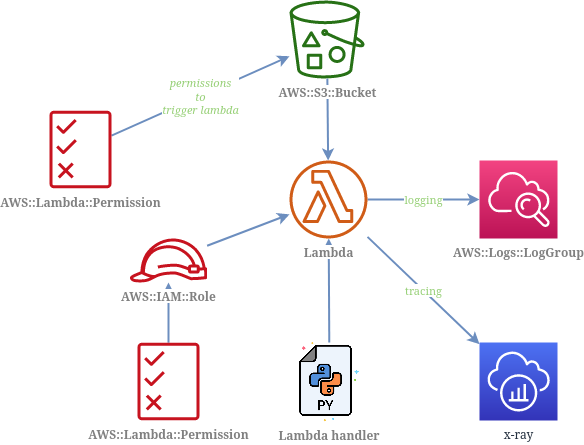 AWS::S3::Bucket
permissions
to
trigger lambda
AWS::Lambda::Permission
Lambda
logging
AWS::Logs::LogGroup
AWS::IAM::Role
tracing
PY
AWS::Lambda::Permission
Lambda handler
x-ray